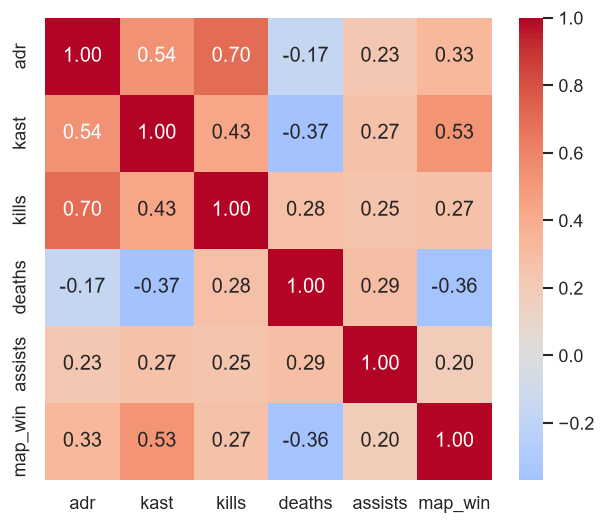 adr 1.00 0.54 0.70 -0.17 0.23 0.33
kast 0.54 1.00 0.43 -0.37 0.27 0.53
kills 0.70 0.43 1.00 0.28 0.25 0.27
deaths -0.17 -0.37 0.28 1.00 0.29 -0.36
assists 0.23 0.27 0.25 0.29 1.00 0.20
map_win 0.33 0.53 0.27 -0.36 0.20 1.00
adr kast kills deaths assists map_win
1.0
0.8
0.6
0.4
0.2
0.0
−0.2